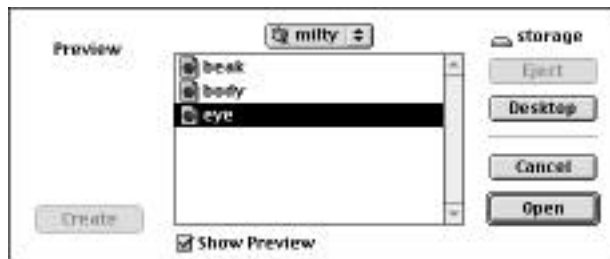 Preview
milty
storage
beak
body
eye
Eject
Desktop
Cancel
Open
Create
Show Preview